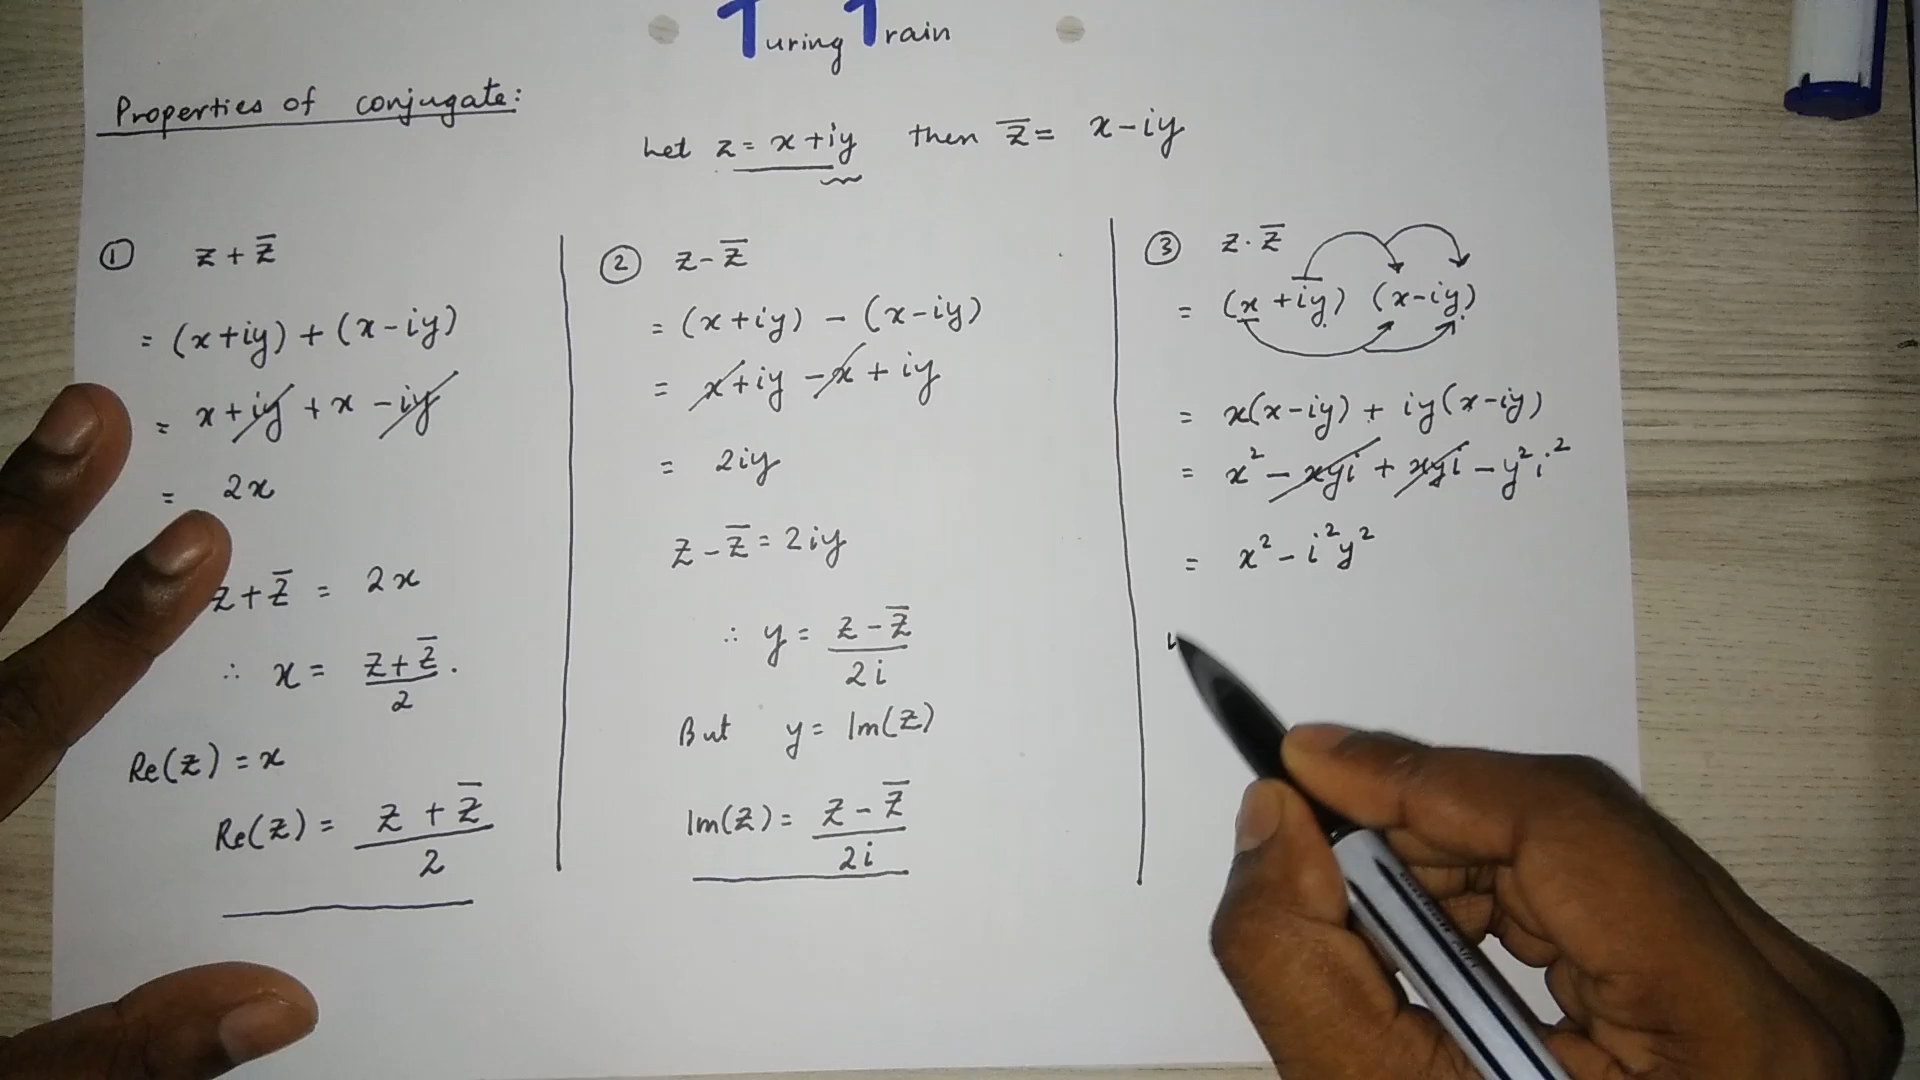 Turing Train
Properties of conjugate:
Let z = x + iy then z̅ = x - iy
① z + z̅
= (x + iy) + (x - iy)
= x + iy + x - iy
= 2x
z + z̅ = 2x
∴ x = (z + z̅)/2.
Re(z) = x
Re(z) = (z + z̅)/2
② z - z̅
= (x + iy) - (x - iy)
= x + iy - x + iy
= 2iy
z - z̅ = 2iy
∴ y = (z - z̅)/2i
But y = Im(z)
Im(z) = (z - z̅)/2i
③ z · z̅
= (x + iy) (x - iy)
= x(x - iy) + iy(x - iy)
= x² - xyi + xyi - y²i²
= x² - i²y²